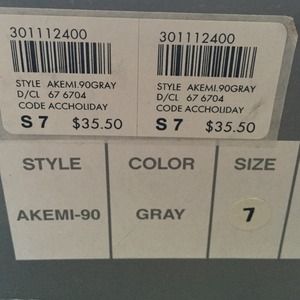 301112400 301112400
STYLE AKEMI.90GRAY STYLE AKEMI.90GRAY
D/CL 67 6704 D/CL 67 6704
CODE ACCHOLIDAY CODE ACCHOLIDAY
S 7 $35.50 S 7 $35.50
STYLE COLOR SIZE
AKEMI-90 GRAY 7